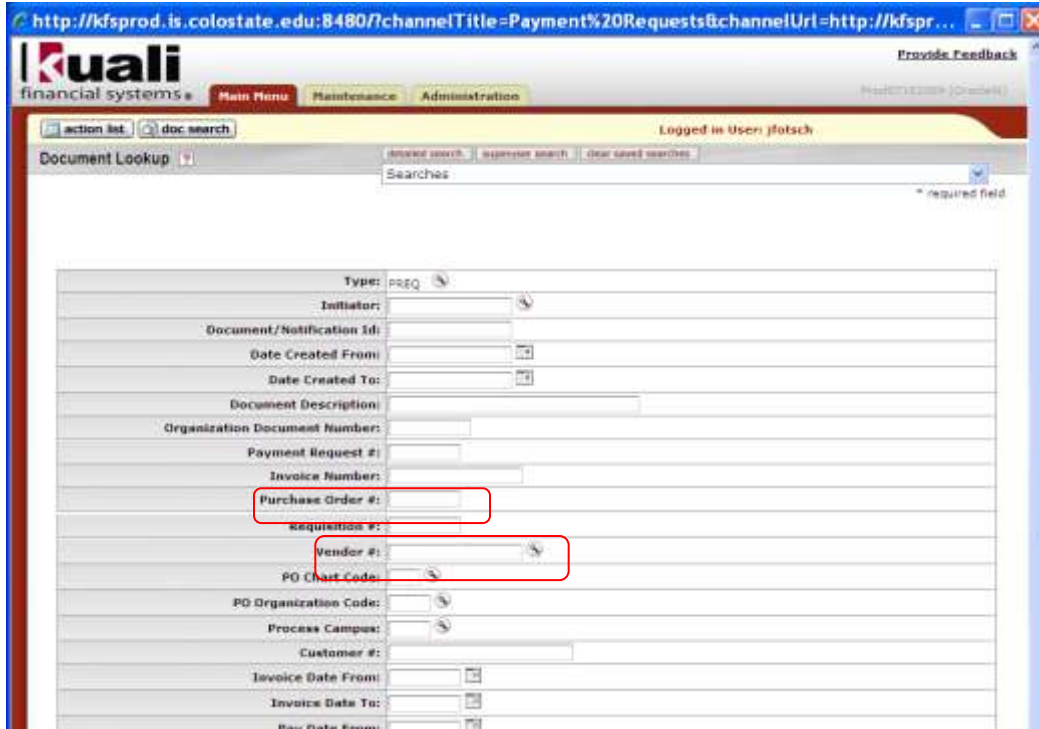 http://kfsprod.is.colostate.edu:8480/?channelTitle=Payment%20Requests&channelUrl=http://kfspr...
Kuali
financial systems
Provide Feedback
Main Menu Maintenance Administration
action list doc search
Logged in User: jfotsch
Document Lookup ?
detailed search superuser search clear saved searches
Searches
* required field
Type: PREQ
Initiator:
Document/Notification Id:
Date Created From:
Date Created To:
Document Description:
Organization Document Number:
Payment Request #:
Invoice Number:
Purchase Order #:
Requisition #:
Vendor #:
PO Chart Code:
PO Organization Code:
Process Campus:
Customer #:
Invoice Date From:
Invoice Date To:
Pay Date From: